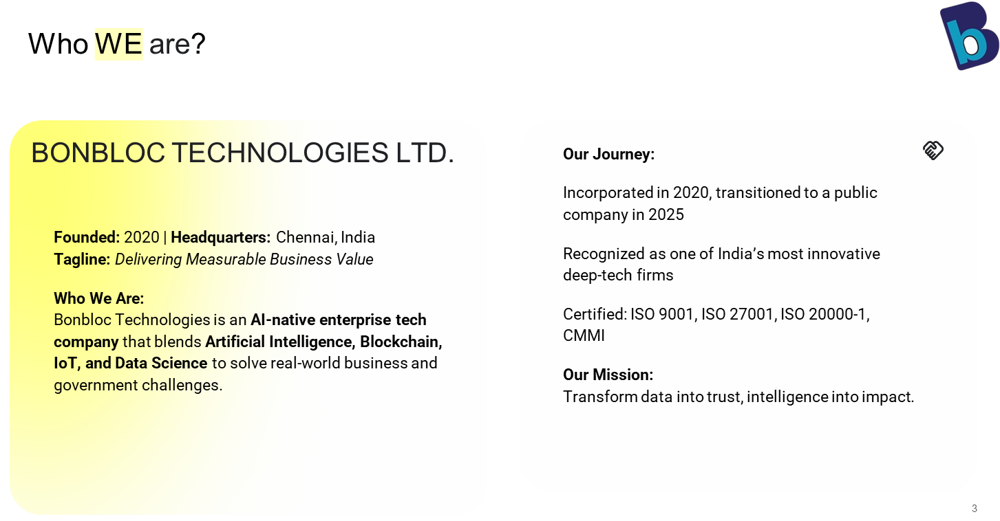 Who WE are?
BONBLOC TECHNOLOGIES LTD.
Founded: 2020 | Headquarters: Chennai, India
Tagline: Delivering Measurable Business Value
Who We Are:
Bonbloc Technologies is an AI-native enterprise tech
company that blends Artificial Intelligence, Blockchain,
IoT, and Data Science to solve real-world business and
government challenges.
Our Journey:
Incorporated in 2020, transitioned to a public
company in 2025
Recognized as one of India’s most innovative
deep-tech firms
Certified: ISO 9001, ISO 27001, ISO 20000-1,
CMMI
Our Mission:
Transform data into trust, intelligence into impact.
3